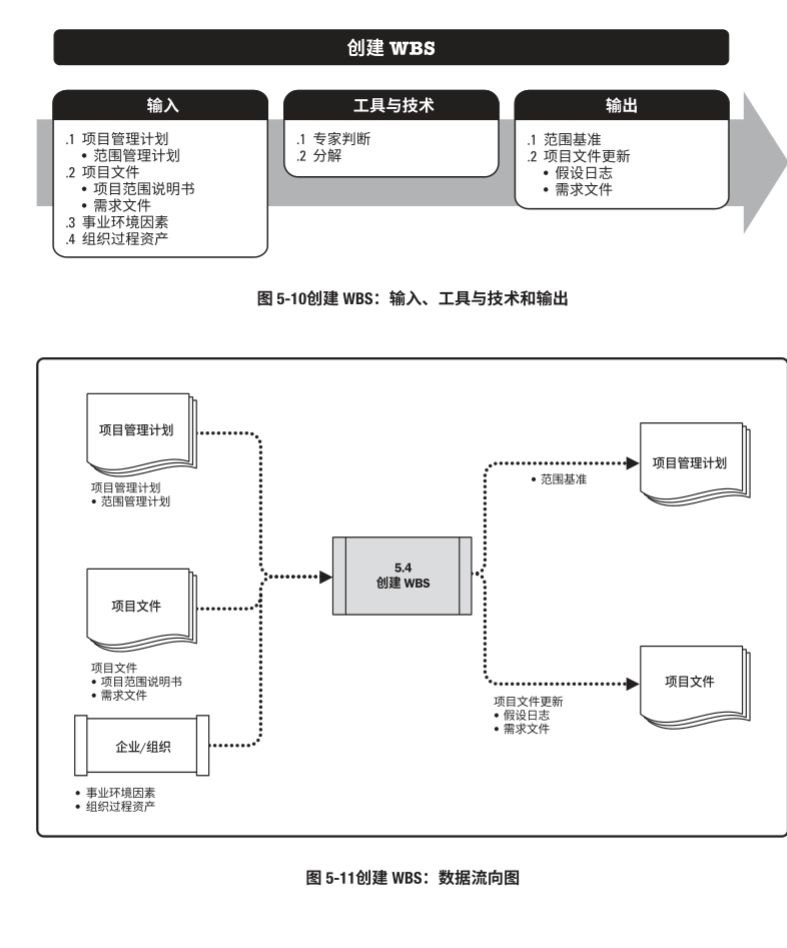 创建 WBS
输入
.1 项目管理计划
• 范围管理计划
.2 项目文件
• 项目范围说明书
• 需求文件
.3 事业环境因素
.4 组织过程资产
工具与技术
.1 专家判断
.2 分解
输出
.1 范围基准
.2 项目文件更新
• 假设日志
• 需求文件
图 5-10创建 WBS：输入、工具与技术和输出
项目管理计划
项目管理计划
• 范围管理计划
项目文件
项目文件
• 项目范围说明书
• 需求文件
企业/组织
• 事业环境因素
• 组织过程资产
5.4
创建 WBS
• 范围基准
项目管理计划
项目文件更新
• 假设日志
• 需求文件
项目文件
图 5-11创建 WBS：数据流向图